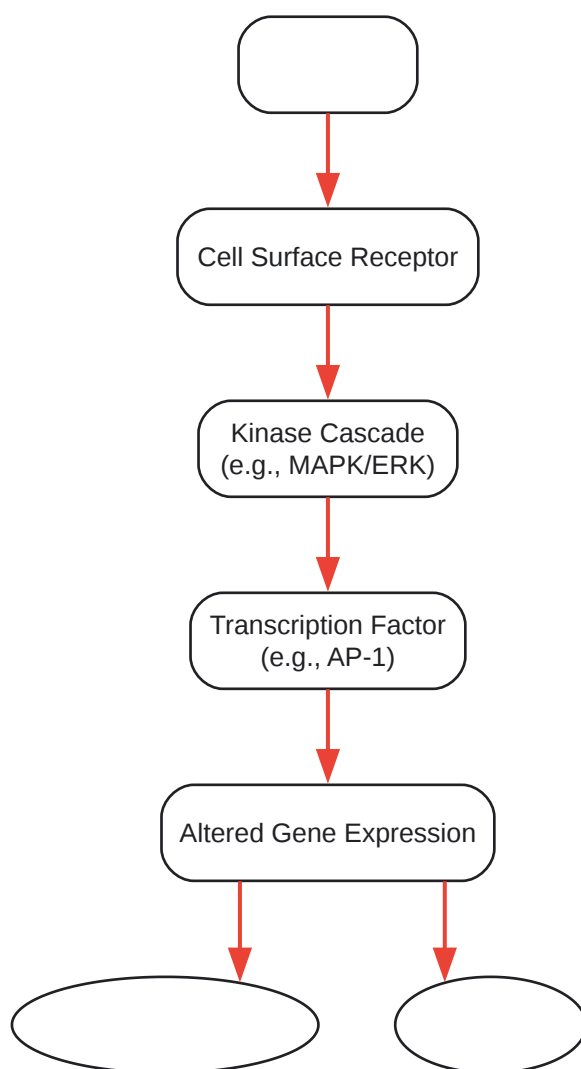 Cell Surface Receptor
Kinase Cascade
(e.g., MAPK/ERK)
Transcription Factor
(e.g., AP-1)
Altered Gene Expression